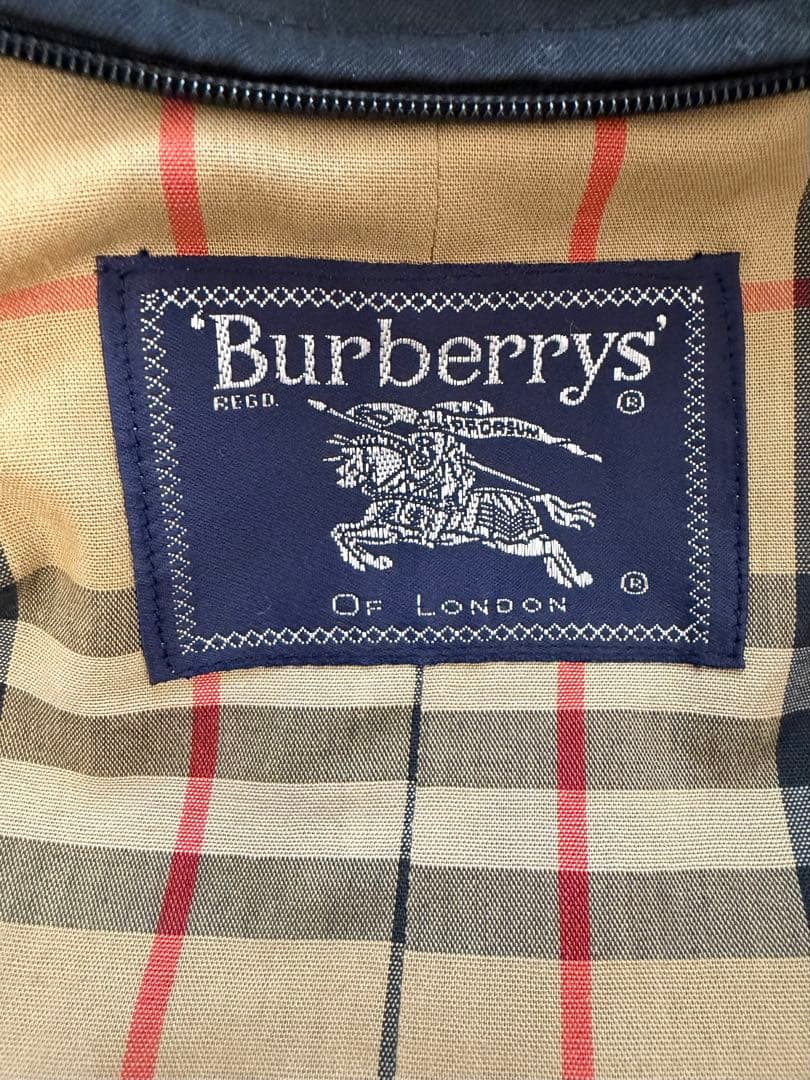 'Burberrys'
REGD. ®
PRORSUM
®
OF LONDON